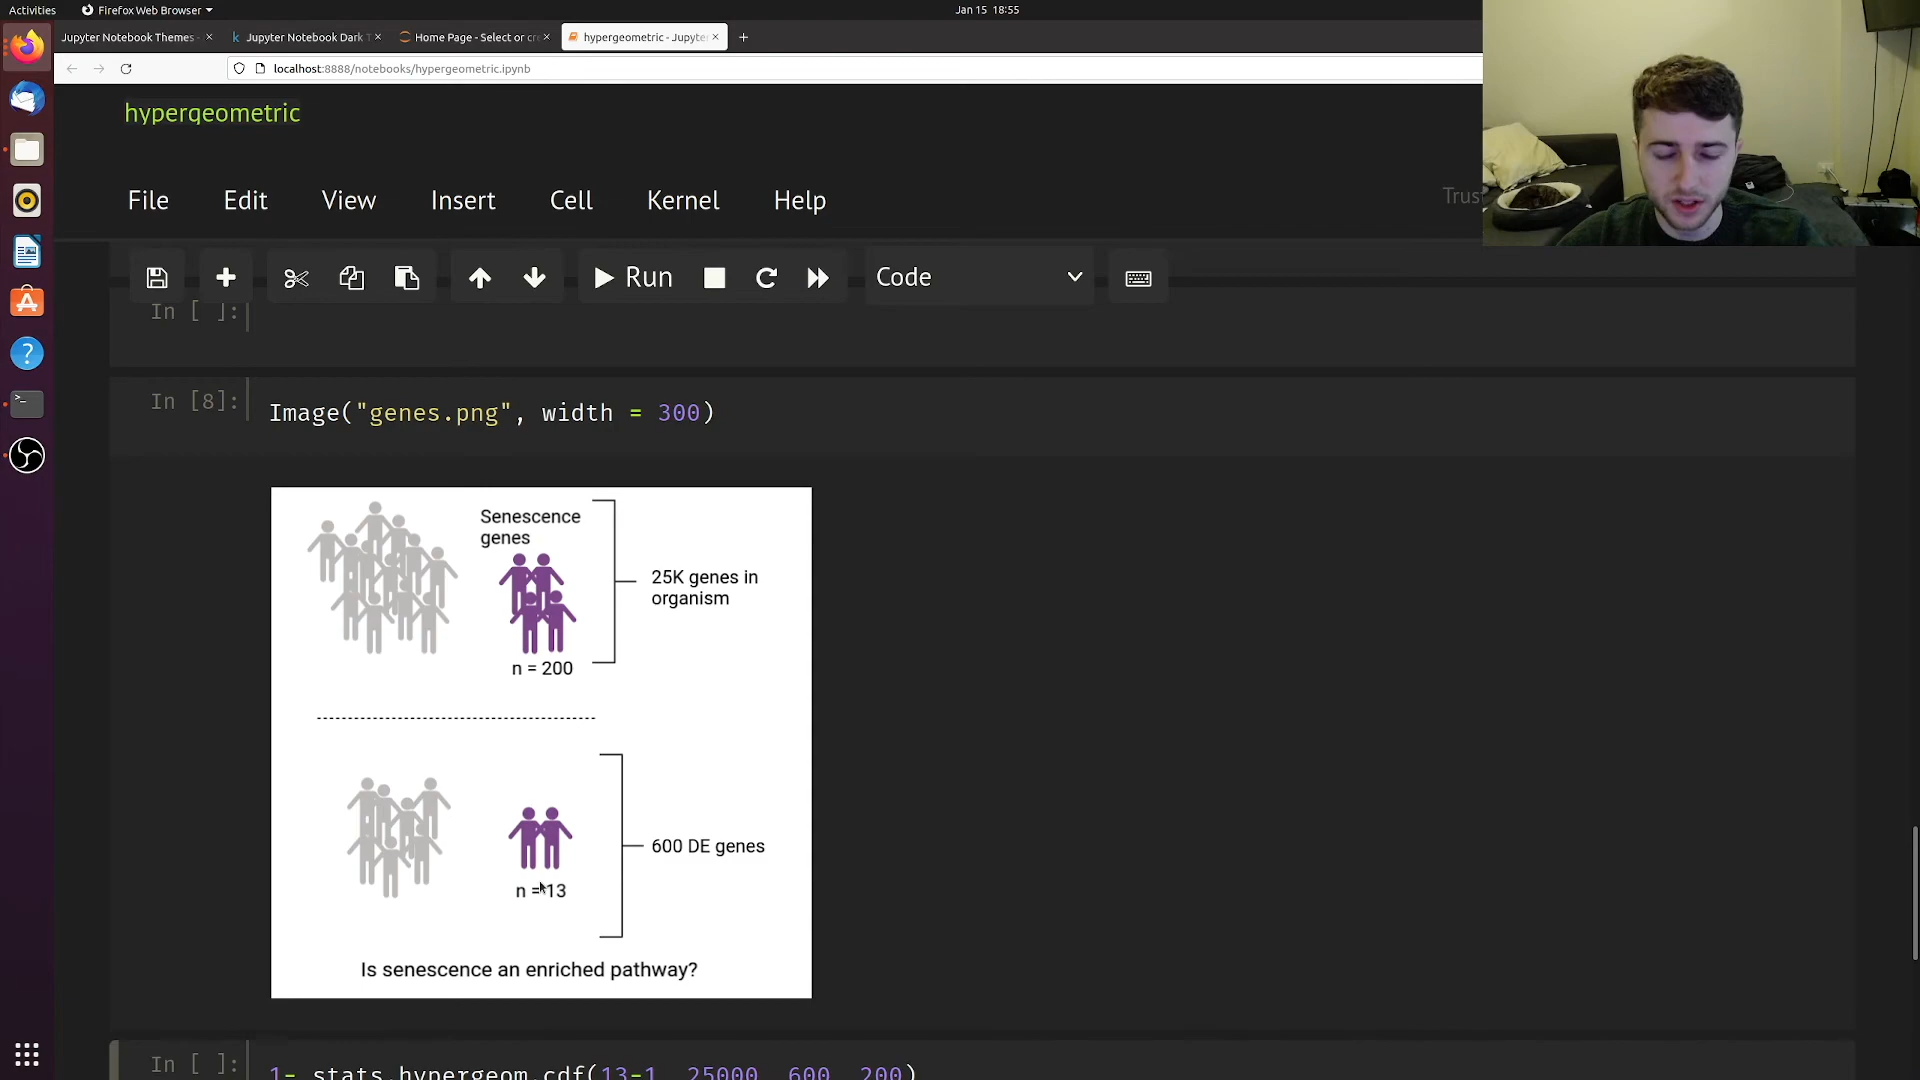 Activities
Firefox Web Browser
Jan 15 18:55
Jupyter Notebook Themes
Jupyter Notebook Dark T
Home Page - Select or cre
hypergeometric - Jupyter
localhost:8888/notebooks/hypergeometric.ipynb
hypergeometric
File Edit View Insert Cell Kernel Help
Trus
Run
Code
In [ ]:
In [8]:
Image("genes.png", width = 300)
Senescence
genes
n = 200
25K genes in
organism
600 DE genes
n = 13
Is senescence an enriched pathway?
In [ ]:
1- stats.hypergeom.cdf(13-1, 25000, 600, 200)